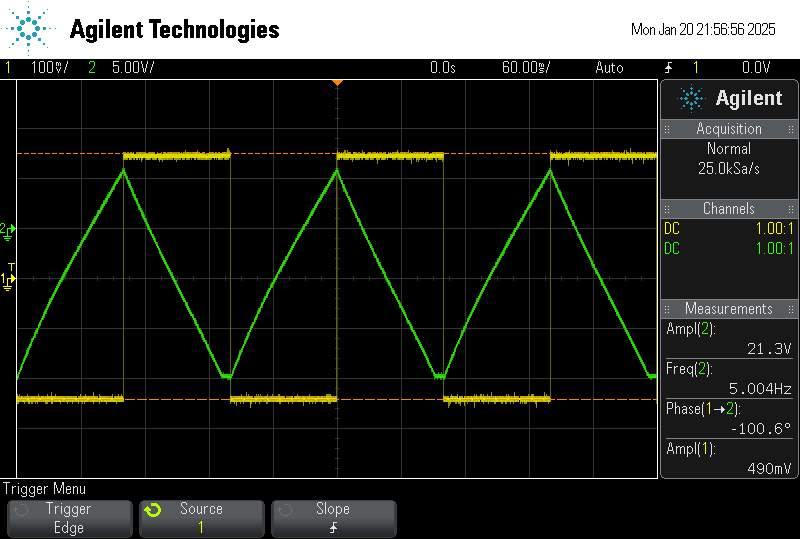 Agilent Technologies
Mon Jan 20 21:56:56 2025
1 100mV/ 2 5.00V/ 0.0s 60.00ms/ Auto 1 0.0V
Agilent
Acquisition
Normal
25.0kSa/s
Channels
DC 1.00:1
DC 1.00:1
2
T
1
Measurements
Ampl(2):
21.3V
Freq(2):
5.004Hz
Phase(1→2):
-100.6°
Ampl(1):
490mV
Trigger Menu
Trigger
Edge
Source
1
Slope